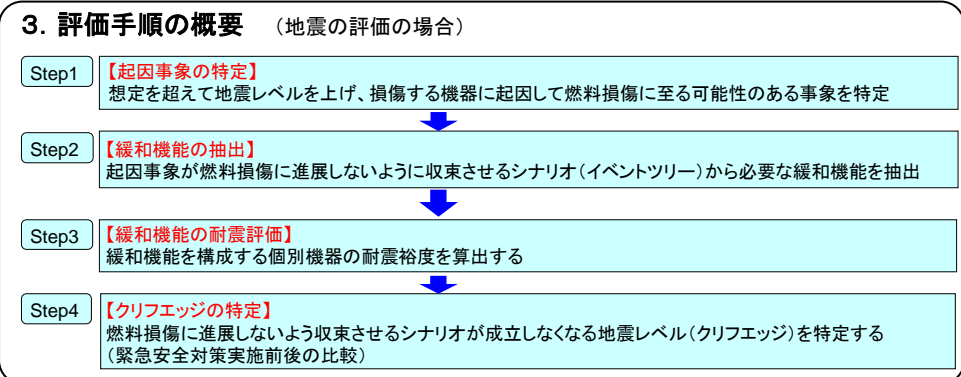 3．評価手順の概要　（地震の評価の場合）
Step1
【起因事象の特定】
想定を超えて地震レベルを上げ、損傷する機器に起因して燃料損傷に至る可能性のある事象を特定
Step2
【緩和機能の抽出】
起因事象が燃料損傷に進展しないように収束させるシナリオ（イベントツリー）から必要な緩和機能を抽出
Step3
【緩和機能の耐震評価】
緩和機能を構成する個別機器の耐震裕度を算出する
Step4
【クリフエッジの特定】
燃料損傷に進展しないよう収束させるシナリオが成立しなくなる地震レベル（クリフエッジ）を特定する
（緊急安全対策実施前後の比較）